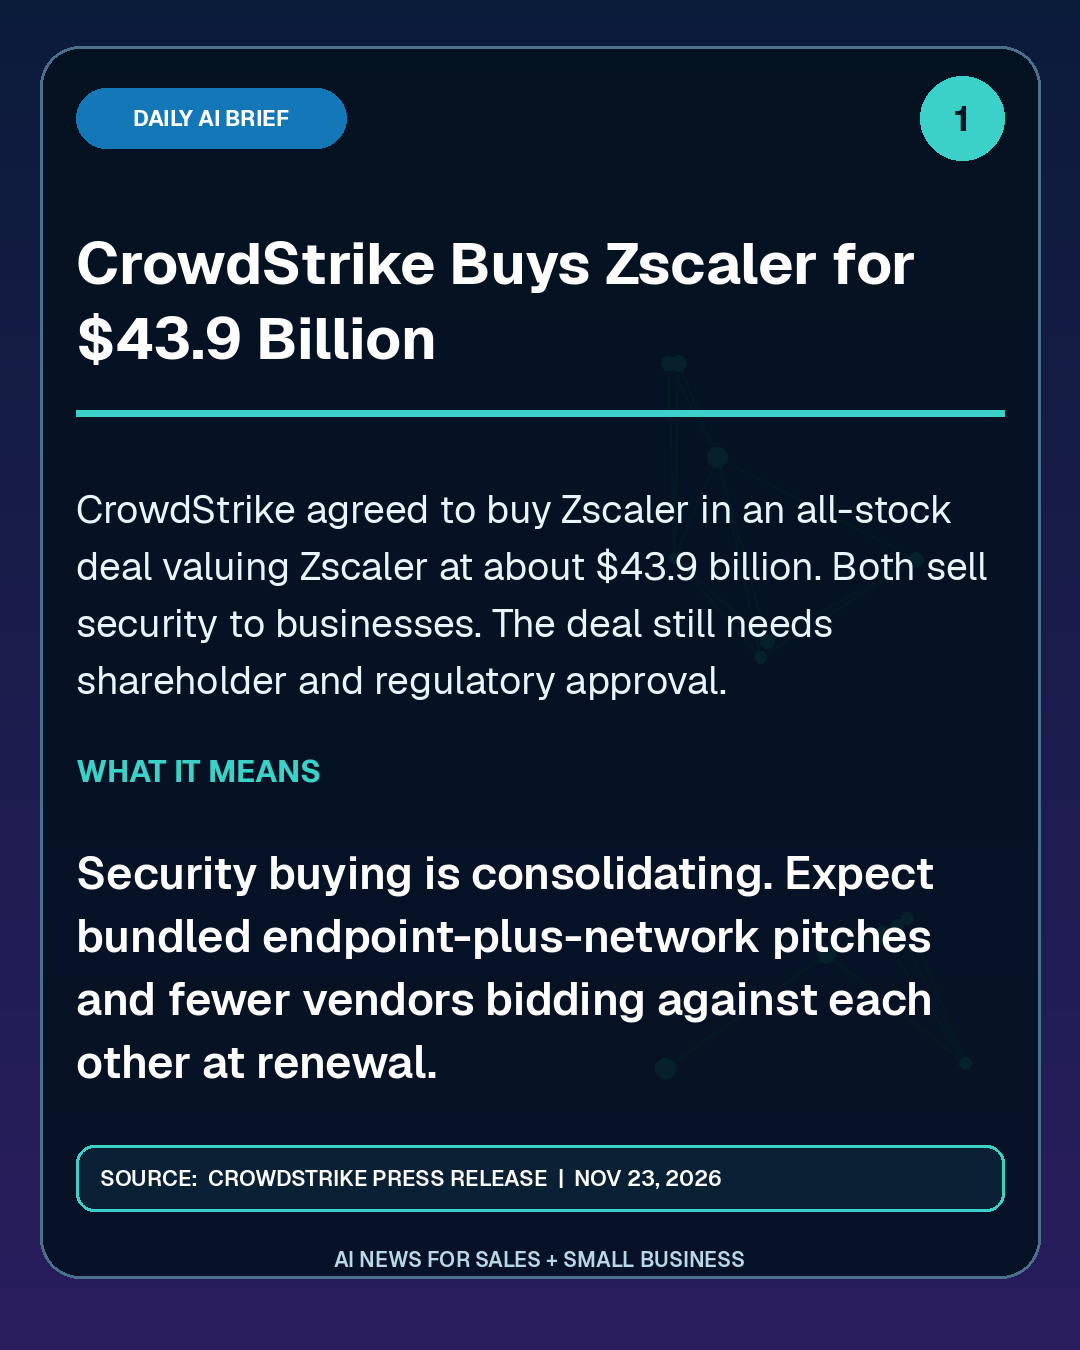 DAILY AI BRIEF
1
CrowdStrike Buys Zscaler for
$43.9 Billion
CrowdStrike agreed to buy Zscaler in an all-stock
deal valuing Zscaler at about $43.9 billion. Both sell
security to businesses. The deal still needs
shareholder and regulatory approval.
WHAT IT MEANS
Security buying is consolidating. Expect
bundled endpoint-plus-network pitches
and fewer vendors bidding against each
other at renewal.
SOURCE: CROWDSTRIKE PRESS RELEASE | NOV 23, 2026
AI NEWS FOR SALES + SMALL BUSINESS